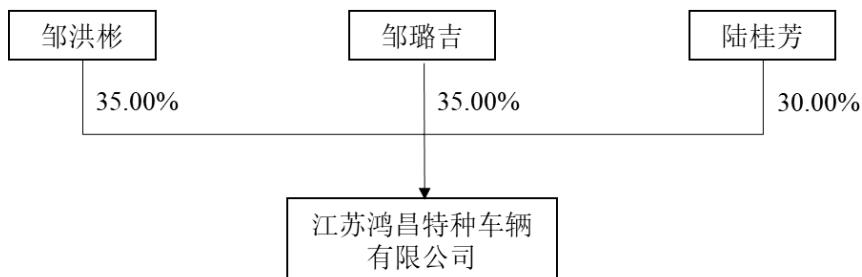 邹洪彬
邹璐吉
陆桂芳
35.00%
35.00%
30.00%
江苏鸿昌特种车辆
有限公司